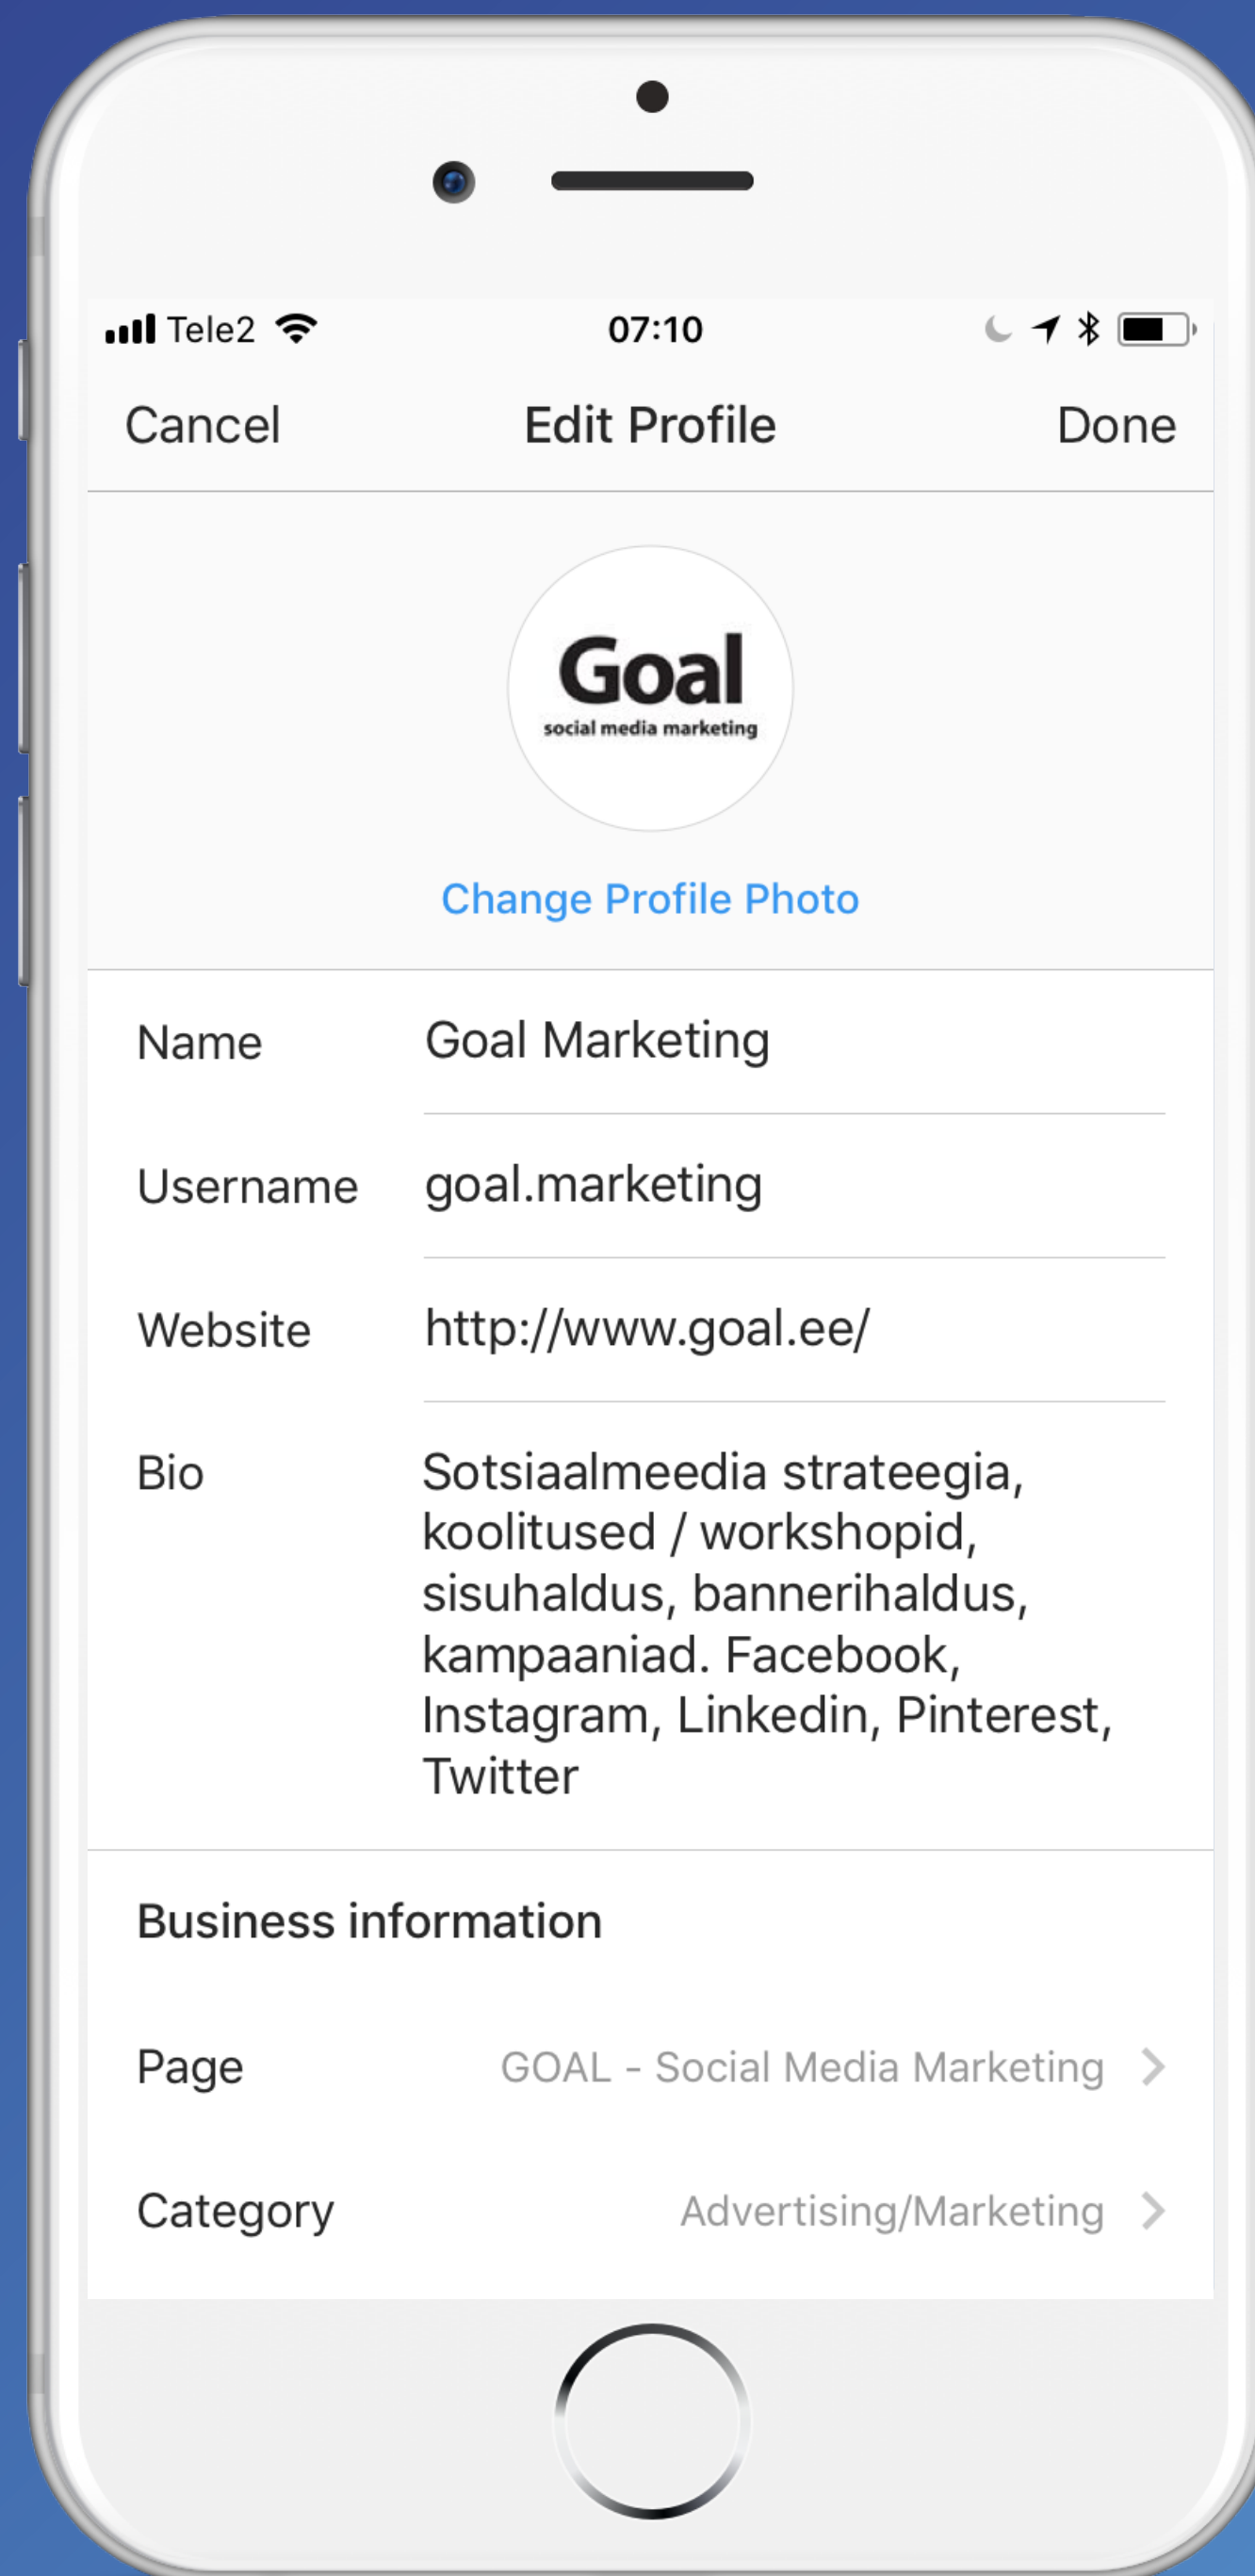 Tele2 07:10
Cancel Edit Profile Done
Goal
social media marketing
Change Profile Photo
Name Goal Marketing
Username goal.marketing
Website http://www.goal.ee/
Bio Sotsiaalmeedia strateegia,
koolitused / workshopid,
sisuhaldus, bannerihaldus,
kampaaniad. Facebook,
Instagram, Linkedin, Pinterest,
Twitter
Business information
Page GOAL - Social Media Marketing
Category Advertising/Marketing